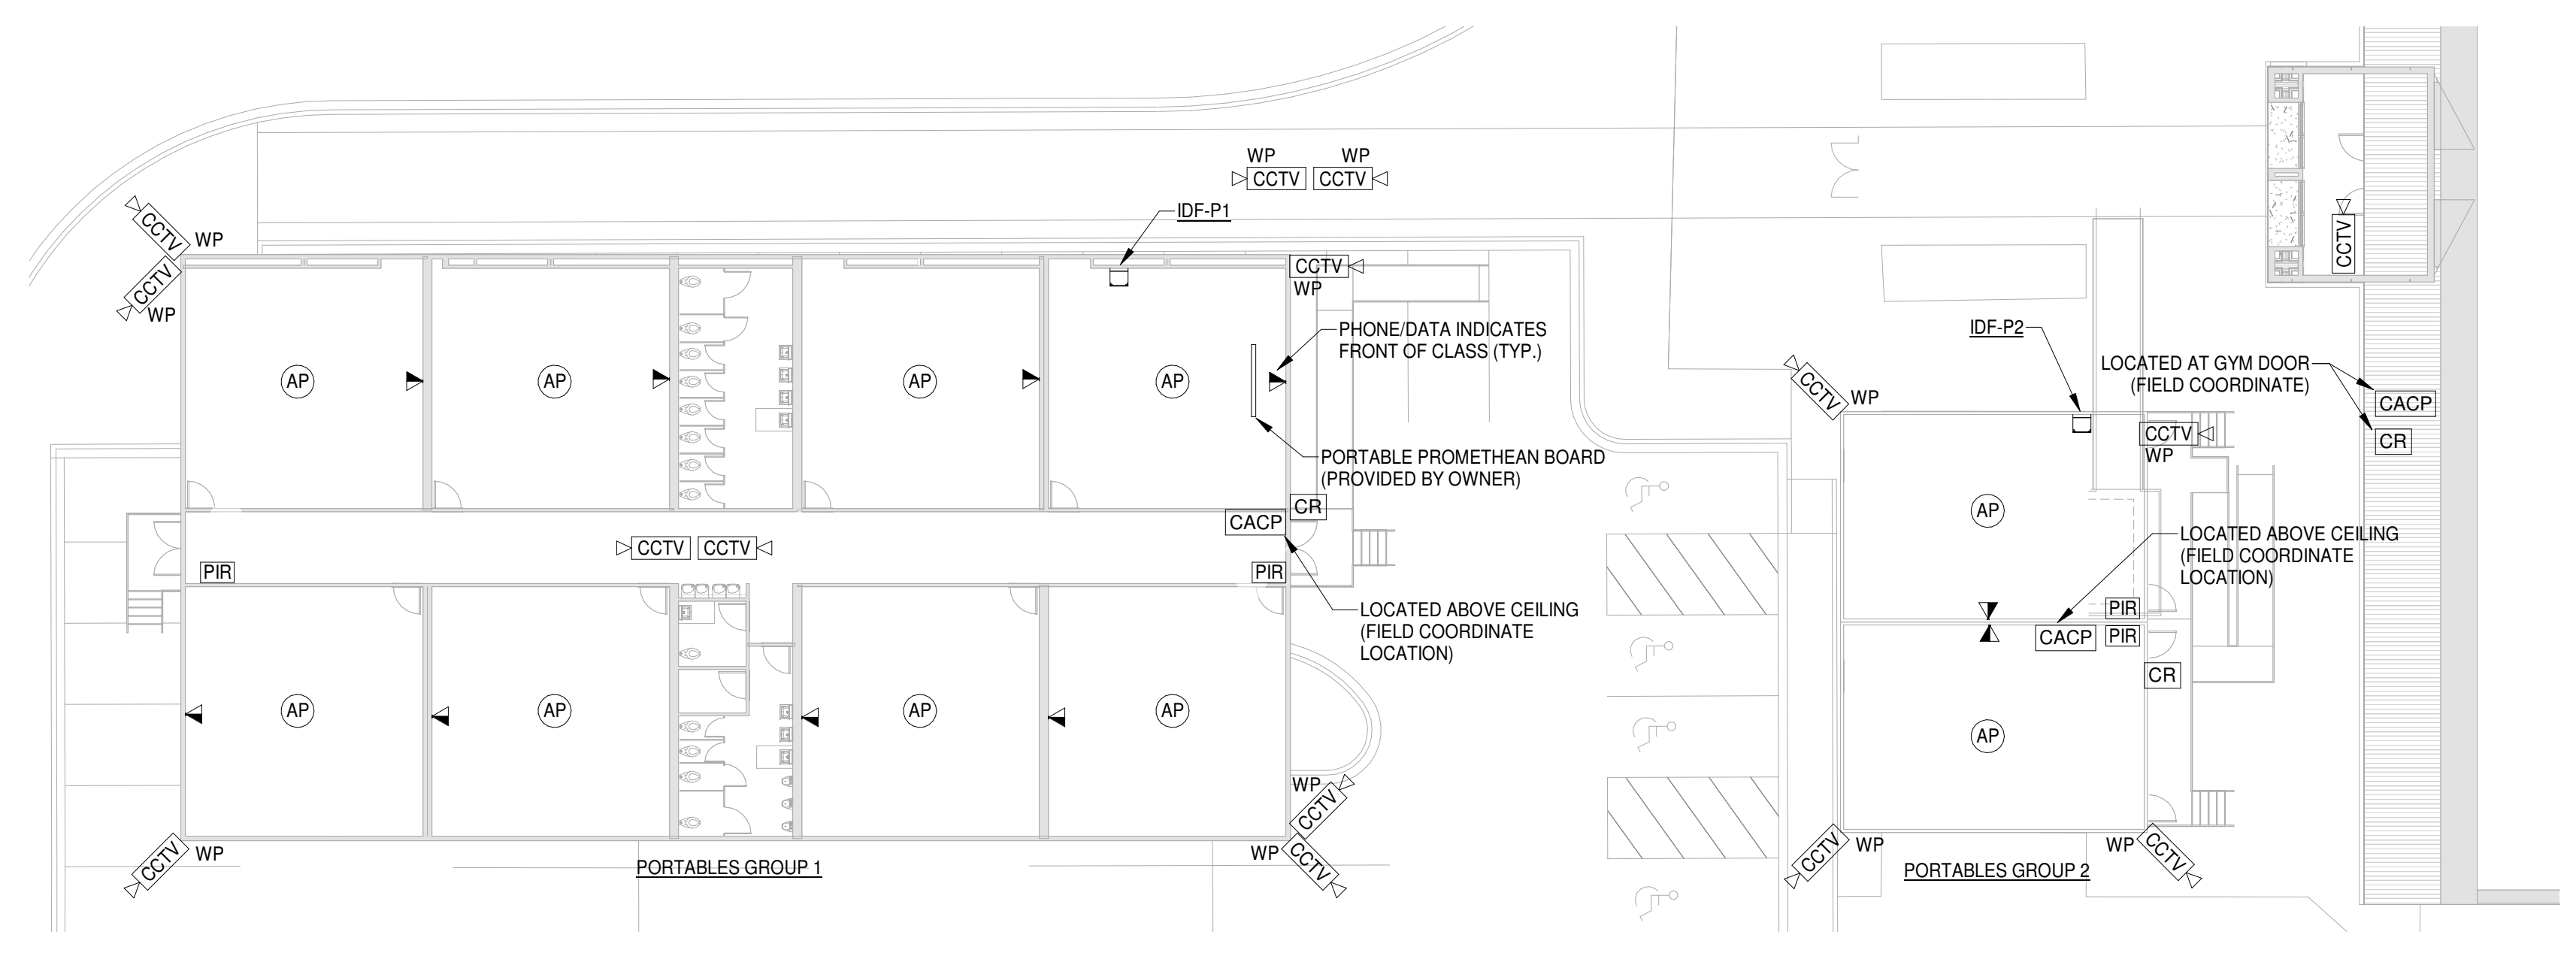 WP
WP
CCTV
CCTV
IDF-P1
CCTV
WP
CCTV
WP
CCTV
CCTV
WP
PHONE/DATA INDICATES
FRONT OF CLASS (TYP.)
AP
AP
AP
AP
PORTABLE PROMETHEAN BOARD
(PROVIDED BY OWNER)
CR
CACP
CCTV
CCTV
PIR
PIR
LOCATED ABOVE CEILING
(FIELD COORDINATE
LOCATION)
AP
AP
AP
AP
WP
CCTV
CCTV
WP
WP
CCTV
PORTABLES GROUP 1
IDF-P2
LOCATED AT GYM DOOR
(FIELD COORDINATE)
CACP
CR
CCTV
WP
CCTV
WP
AP
LOCATED ABOVE CEILING
(FIELD COORDINATE
LOCATION)
PIR
CACP
PIR
CR
AP
CCTV
WP
WP
CCTV
PORTABLES GROUP 2